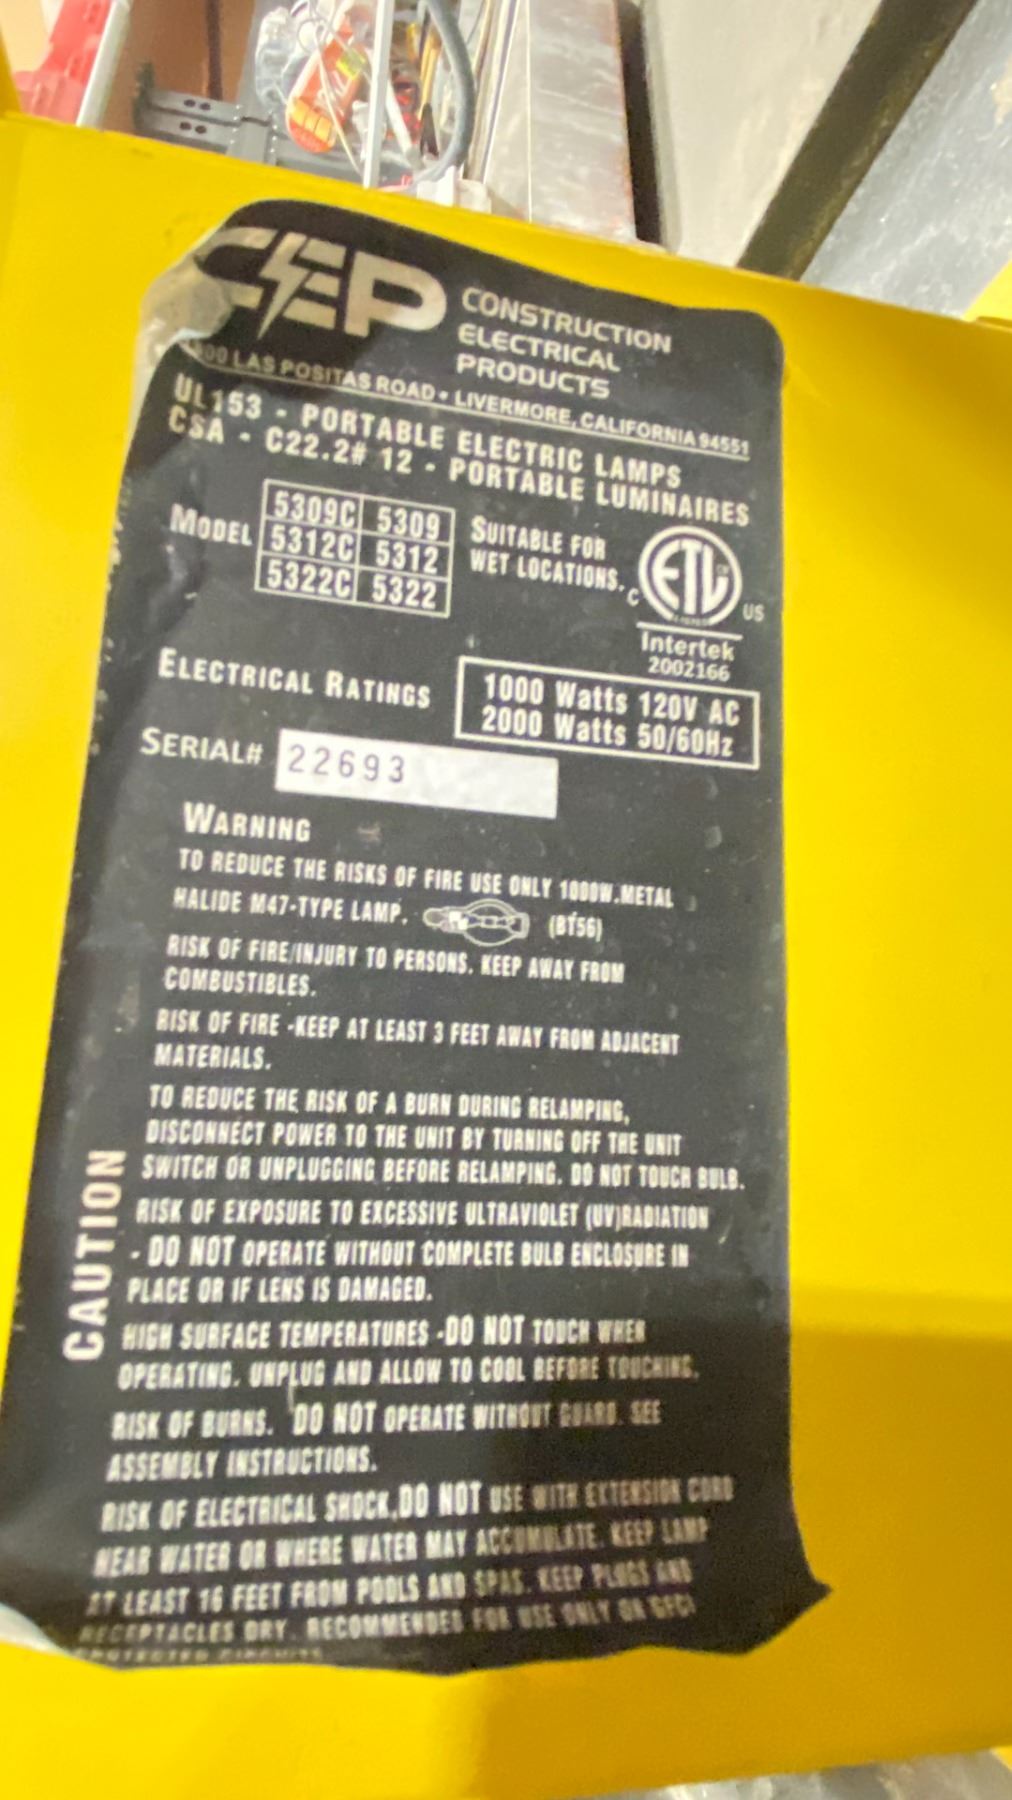 CEP CONSTRUCTION
ELECTRICAL
PRODUCTS
LAS POSITAS ROAD • LIVERMORE, CALIFORNIA 94551
UL153 - PORTABLE ELECTRIC LAMPS
CSA - C22.2# 12 - PORTABLE LUMINAIRES
MODEL
5309C 5309
5312C 5312
5322C 5322
SUITABLE FOR
WET LOCATIONS.
C ETL US
Intertek
2002166
ELECTRICAL RATINGS
1000 Watts 120V AC
2000 Watts 50/60Hz
SERIAL# 22693
WARNING
TO REDUCE THE RISKS OF FIRE USE ONLY 1000W.METAL
HALIDE M47-TYPE LAMP. (BT56)
RISK OF FIRE/INJURY TO PERSONS. KEEP AWAY FROM
COMBUSTIBLES.
RISK OF FIRE -KEEP AT LEAST 3 FEET AWAY FROM ADJACENT
MATERIALS.
CAUTION
TO REDUCE THE RISK OF A BURN DURING RELAMPING,
DISCONNECT POWER TO THE UNIT BY TURNING OFF THE UNIT
SWITCH OR UNPLUGGING BEFORE RELAMPING. DO NOT TOUCH BULB.
RISK OF EXPOSURE TO EXCESSIVE ULTRAVIOLET (UV)RADIATION
- DO NOT OPERATE WITHOUT COMPLETE BULB ENCLOSURE IN
PLACE OR IF LENS IS DAMAGED.
HIGH SURFACE TEMPERATURES -DO NOT TOUCH WHEN
OPERATING. UNPLUG AND ALLOW TO COOL BEFORE TOUCHING.
RISK OF BURNS. DO NOT OPERATE WITHOUT GUARD. SEE
ASSEMBLY INSTRUCTIONS.
RISK OF ELECTRICAL SHOCK.DO NOT USE WITH EXTENSION CORD
NEAR WATER OR WHERE WATER MAY ACCUMULATE. KEEP LAMP
AT LEAST 16 FEET FROM POOLS AND SPAS. KEEP PLUGS AND
RECEPTACLES DRY. RECOMMENDED FOR USE ONLY ON GFCI
PROTECTED CIRCUITS